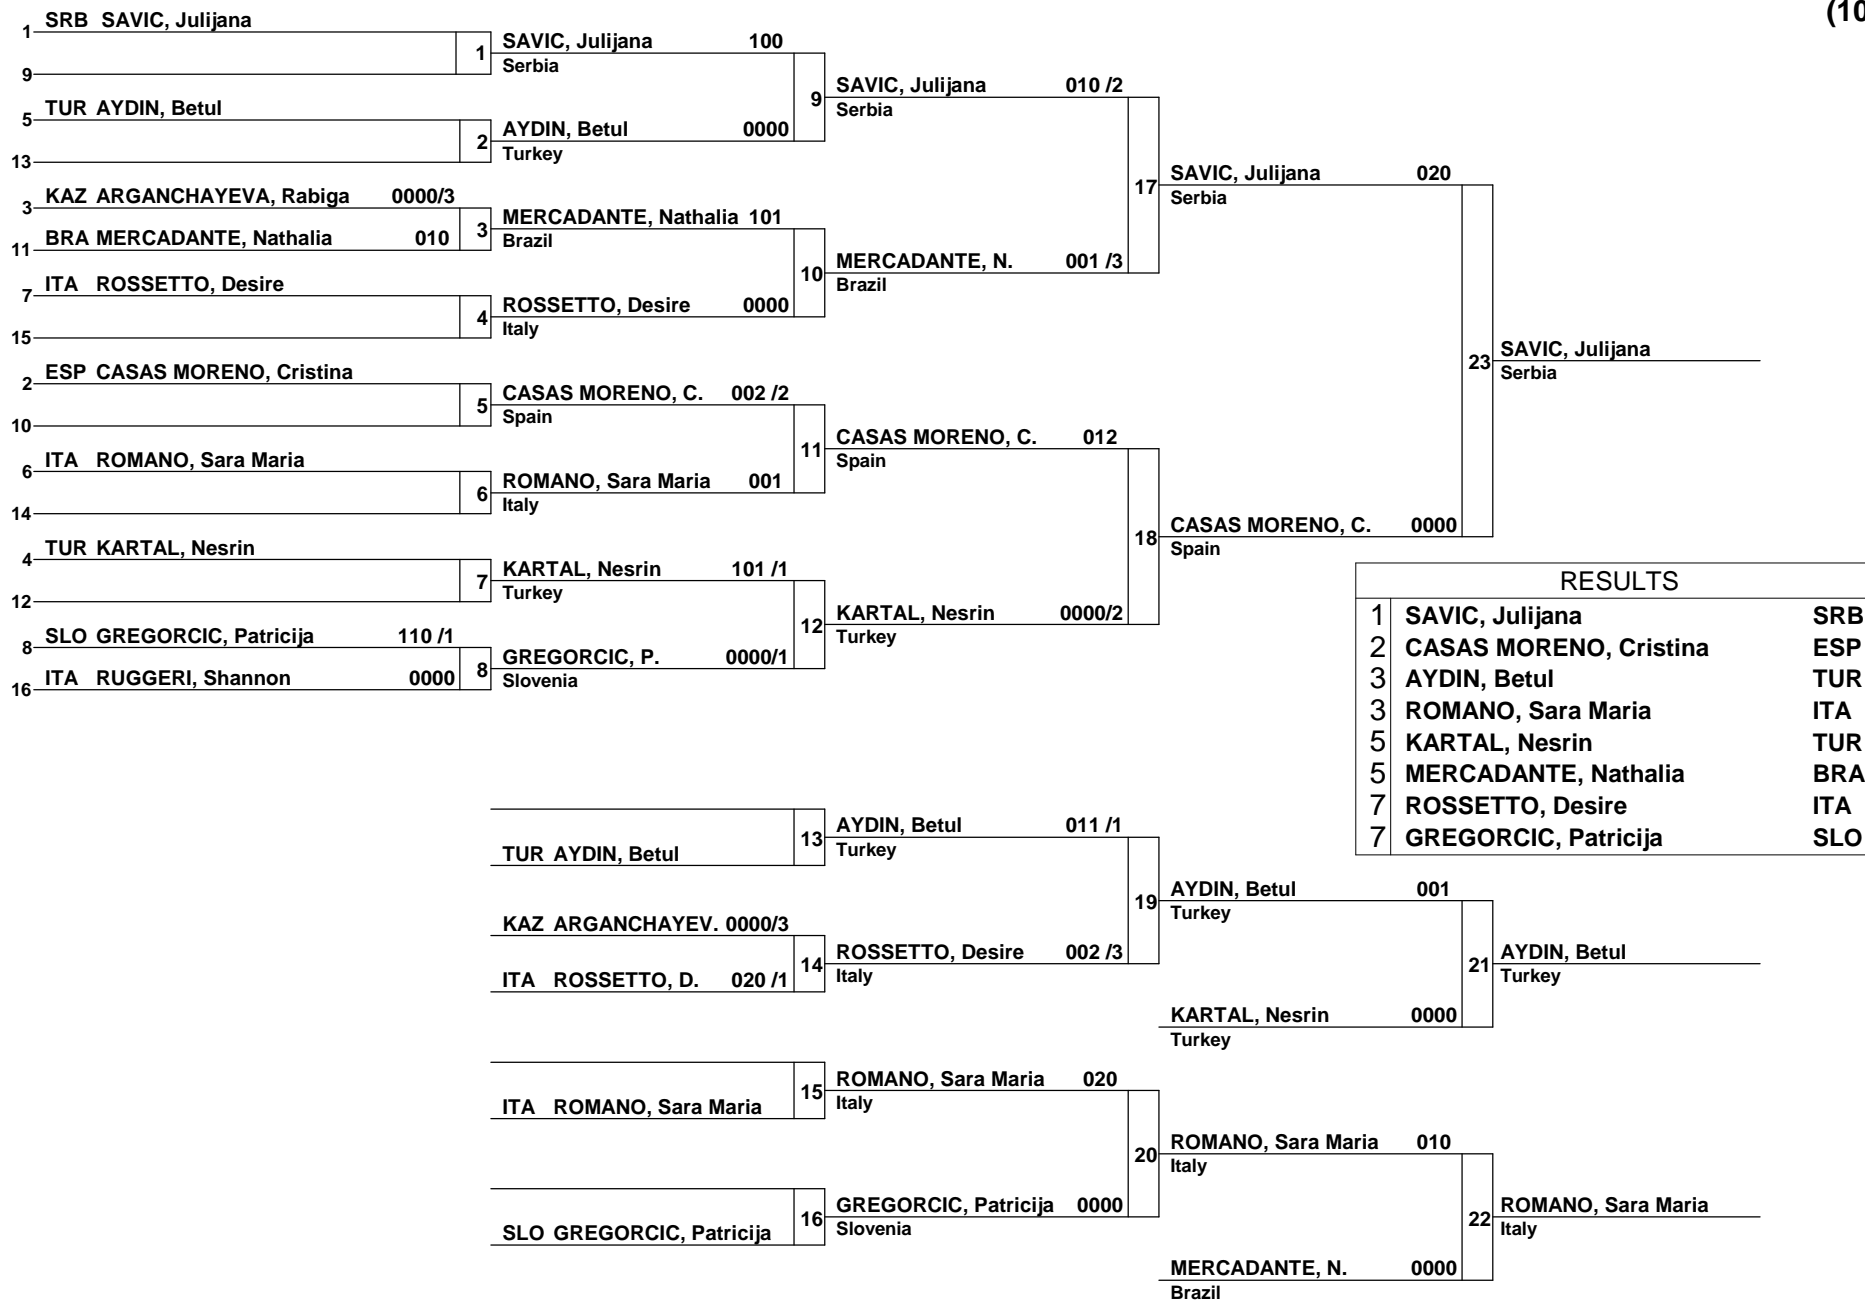 (10
1 SRB SAVIC, Julijana
9
1 SAVIC, Julijana 100
Serbia
5 TUR AYDIN, Betul
13
2 AYDIN, Betul 0000
Turkey
9 SAVIC, Julijana 010 /2
Serbia
3 KAZ ARGANCHAYEVA, Rabiga 0000/3
11 BRA MERCADANTE, Nathalia 010
3 MERCADANTE, Nathalia 101
Brazil
7 ITA ROSSETTO, Desire
15
4 ROSSETTO, Desire 0000
Italy
10 MERCADANTE, N. 001 /3
Brazil
17 SAVIC, Julijana 020
Serbia
2 ESP CASAS MORENO, Cristina
10
5 CASAS MORENO, C. 002 /2
Spain
6 ITA ROMANO, Sara Maria
14
6 ROMANO, Sara Maria 001
Italy
11 CASAS MORENO, C. 012
Spain
4 TUR KARTAL, Nesrin
12
7 KARTAL, Nesrin 101 /1
Turkey
8 SLO GREGORCIC, Patricija 110 /1
16 ITA RUGGERI, Shannon 0000
8 GREGORCIC, P. 0000/1
Slovenia
12 KARTAL, Nesrin 0000/2
Turkey
18 CASAS MORENO, C. 0000
Spain
23 SAVIC, Julijana
Serbia
RESULTS
1 SAVIC, Julijana SRB
2 CASAS MORENO, Cristina ESP
3 AYDIN, Betul TUR
3 ROMANO, Sara Maria ITA
5 KARTAL, Nesrin TUR
5 MERCADANTE, Nathalia BRA
7 ROSSETTO, Desire ITA
7 GREGORCIC, Patricija SLO
TUR AYDIN, Betul
13 AYDIN, Betul 011 /1
Turkey
KAZ ARGANCHAYEV. 0000/3
ITA ROSSETTO, D. 020 /1
14 ROSSETTO, Desire 002 /3
Italy
19 AYDIN, Betul 001
Turkey
KARTAL, Nesrin 0000
Turkey
21 AYDIN, Betul
Turkey
ITA ROMANO, Sara Maria
15 ROMANO, Sara Maria 020
Italy
SLO GREGORCIC, Patricija
16 GREGORCIC, Patricija 0000
Slovenia
20 ROMANO, Sara Maria 010
Italy
MERCADANTE, N. 0000
Brazil
22 ROMANO, Sara Maria
Italy